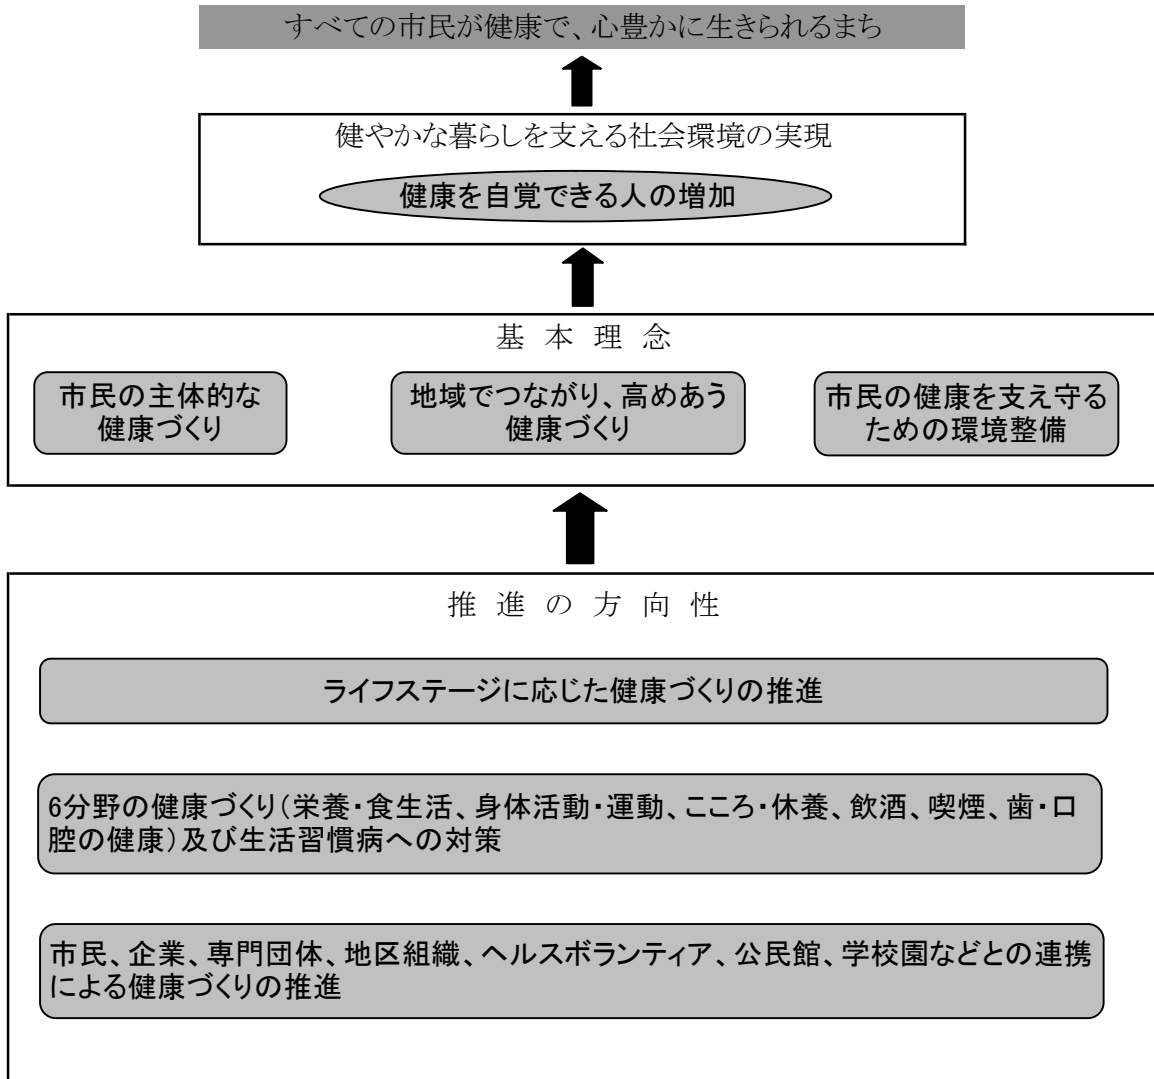 すべての市民が健康で、心豊かに生きられるまち
健やかな暮らしを支える社会環境の実現
健康を自覚できる人の増加
基本理念
市民の主体的な
健康づくり
地域でつながり、高めあう
健康づくり
市民の健康を支え守る
ための環境整備
推進の方向性
ライフステージに応じた健康づくりの推進
6分野の健康づくり(栄養・食生活、身体活動・運動、こころ・休養、飲酒、喫煙、歯・口
腔の健康)及び生活習慣病への対策
市民、企業、専門団体、地区組織、ヘルスボランティア、公民館、学校園などとの連携
による健康づくりの推進